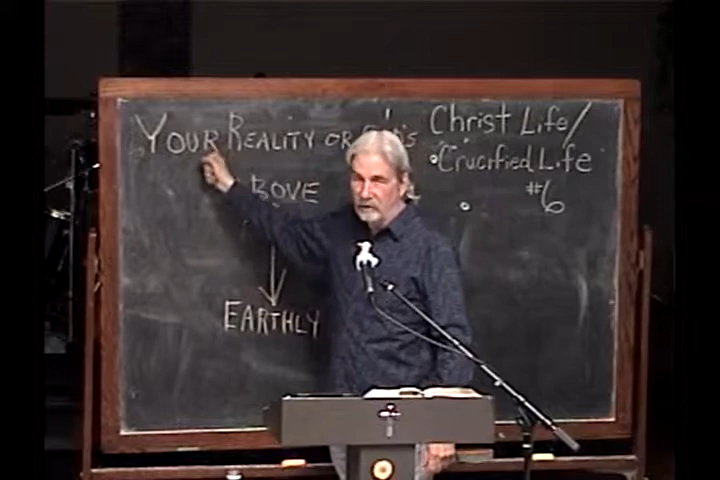 YOUR REALITY OR
Christ Life/
Crucified Life
#6
BOVE
EARTHLY